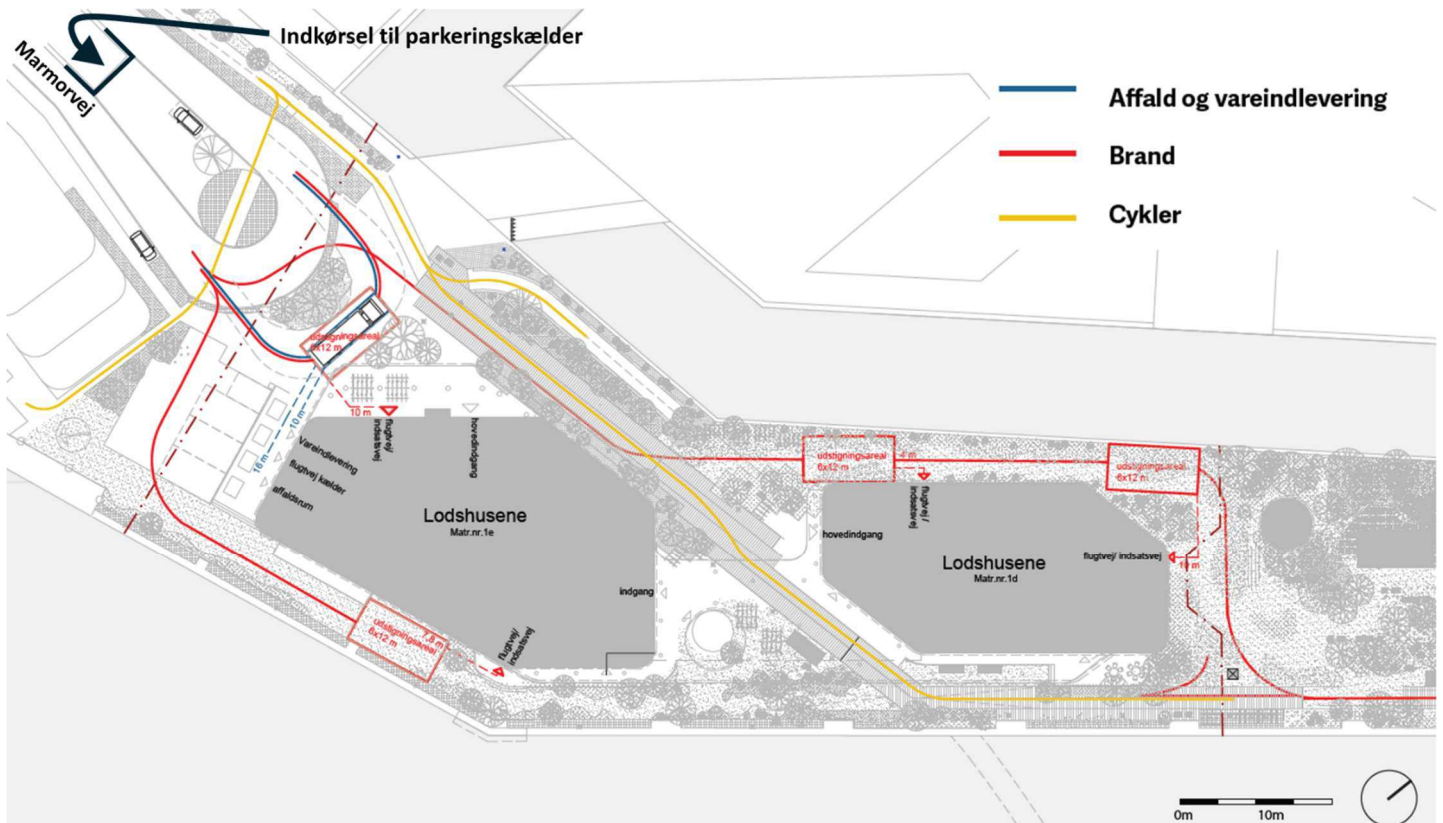 Indkørsel til parkeringskælder
Marmorvej
Affald og vareindlevering
Brand
Cykler
udstigningsareal
6x12 m
10 m
10 m
16 m
flugtvej/
indsatsvej
hovedindgang
Vareindlevering
flugtvej kælder
affaldsrum
Lodshusene
Matr.nr.1e
indgang
udstigningsareal
6x12 m
7,8 m
flugtvej/
indsatsvej
udstigningsareal
6x12 m
4 m
flugtvej /
indsatsvej
udstigningsareal
6x12 m
hovedindgang
Lodshusene
Matr.nr.1d
flugtvej/ indsatsvej
10 m
0m
10m